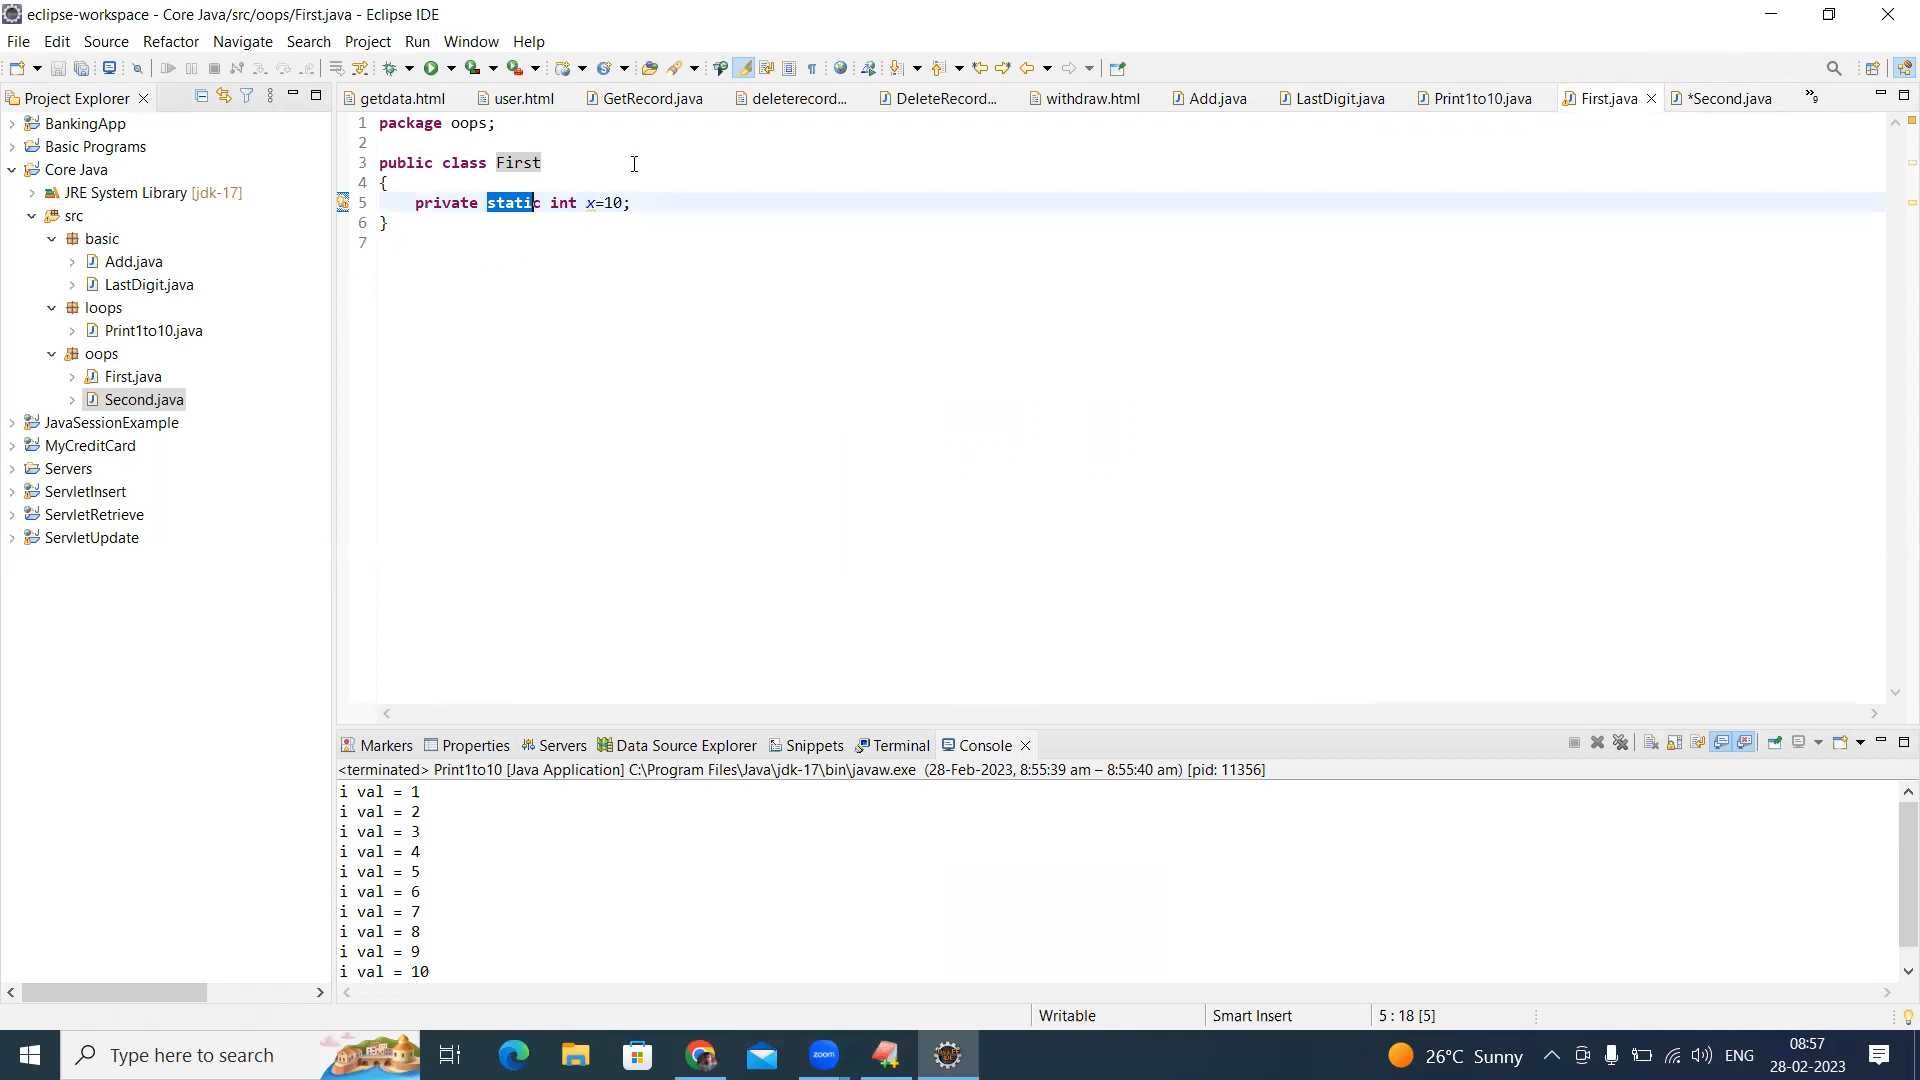 eclipse-workspace - Core Java/src/oops/First.java - Eclipse IDE
File Edit Source Refactor Navigate Search Project Run Window Help
Project Explorer
getdata.html user.html GetRecord.java deleterecord... DeleteRecord... withdraw.html Add.java LastDigit.java Print1to10.java First.java *Second.java »9
BankingApp
Basic Programs
Core Java
JRE System Library [jdk-17]
src
basic
Add.java
LastDigit.java
loops
Print1to10.java
oops
First.java
Second.java
JavaSessionExample
MyCreditCard
Servers
ServletInsert
ServletRetrieve
ServletUpdate
1 package oops;
2
3 public class First
4 {
5 private static int x=10;
6 }
7
Markers Properties Servers Data Source Explorer Snippets Terminal Console
<terminated> Print1to10 [Java Application] C:\Program Files\Java\jdk-17\bin\javaw.exe (28-Feb-2023, 8:55:39 am – 8:55:40 am) [pid: 11356]
i val = 1
i val = 2
i val = 3
i val = 4
i val = 5
i val = 6
i val = 7
i val = 8
i val = 9
i val = 10
Writable Smart Insert 5 : 18 [5]
Type here to search
zoom
26°C Sunny
ENG
08:57
28-02-2023